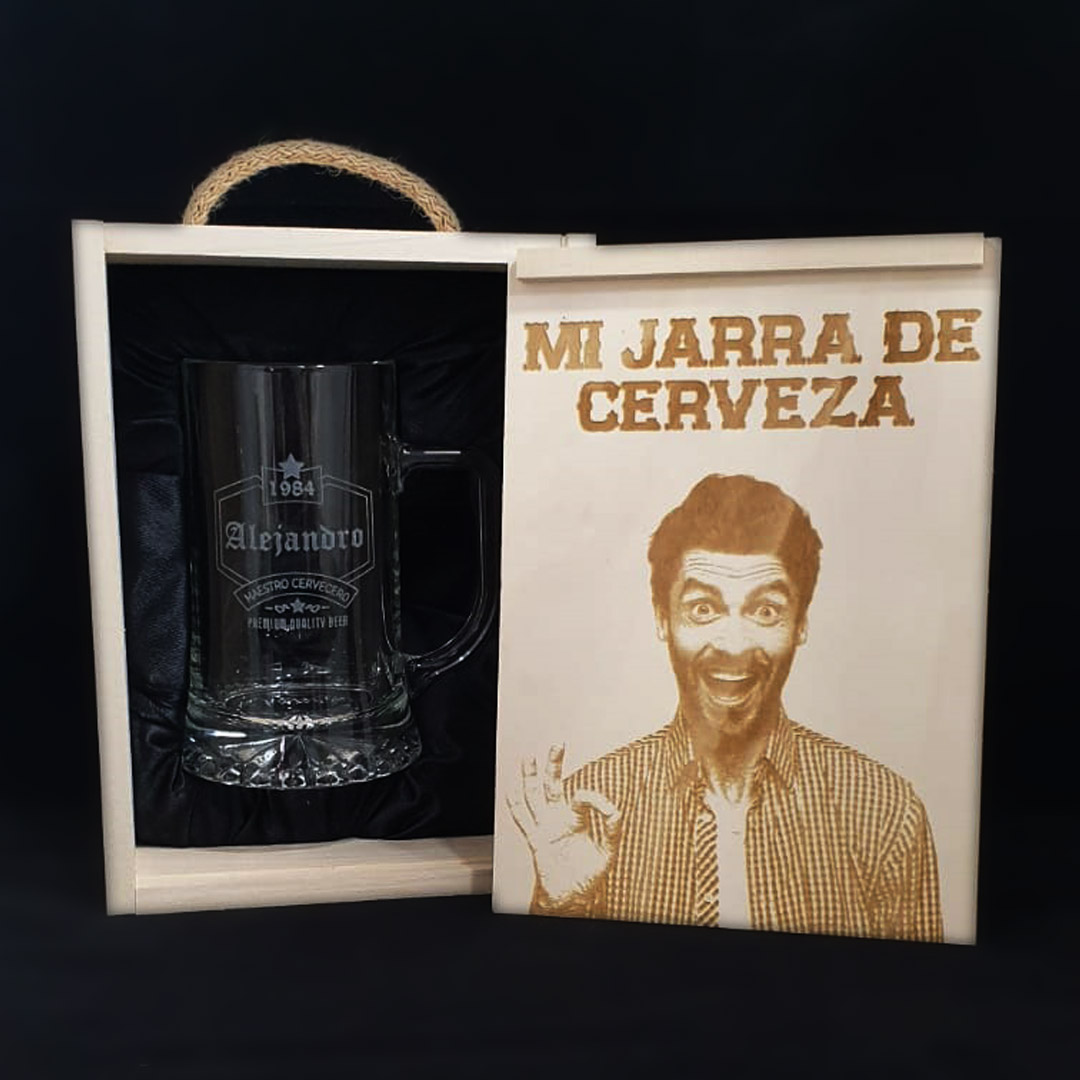 1984
Alejandro
MAESTRO CERVECERO
PREMIUM QUALITY BEER
MI JARRA DE
CERVEZA